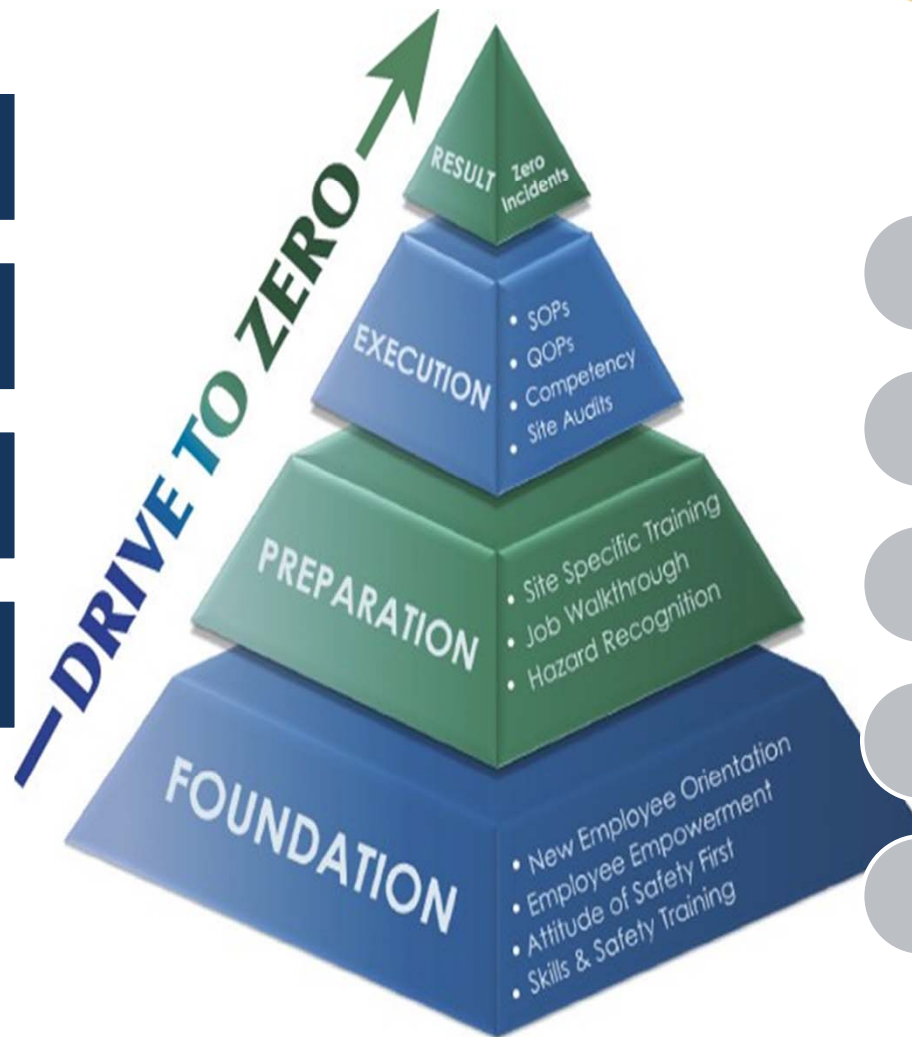 DRIVE TO ZERO
RESULT
Zero
Incidents
EXECUTION
• SOPs
• QOPs
• Competency
• Site Audits
•
PREPARATION
• Site Specific Training
• Job Walkthrough
• Hazard Recognition
FOUNDATION
• New Employee Orientation
• Employee Empowerment
• Attitude of Safety First
• Skills & Safety Training